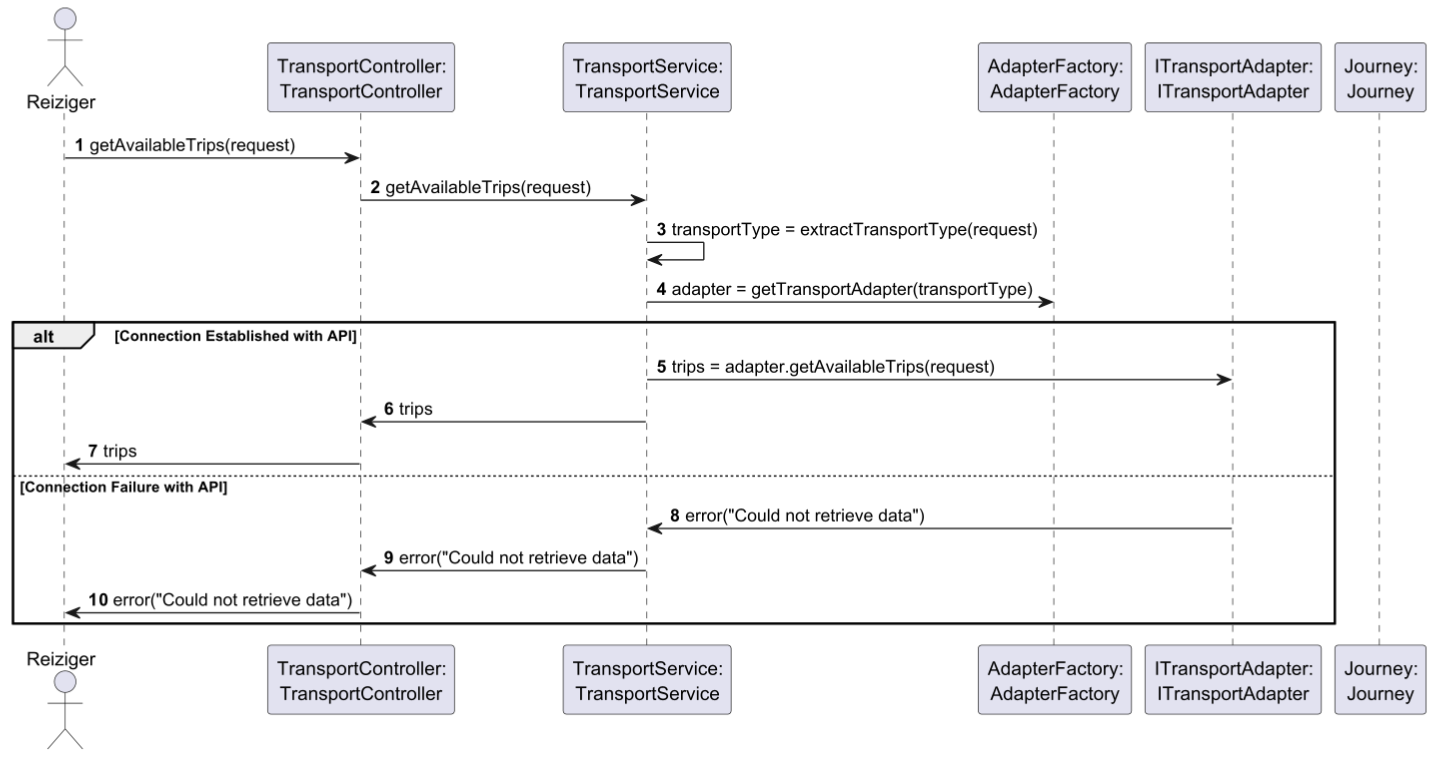 Reiziger
TransportController:
TransportController
TransportService:
TransportService
AdapterFactory:
AdapterFactory
ITransportAdapter:
ITransportAdapter
Journey:
Journey
1 getAvailableTrips(request)
2 getAvailableTrips(request)
3 transportType = extractTransportType(request)
4 adapter = getTransportAdapter(transportType)
alt [Connection Established with API]
5 trips = adapter.getAvailableTrips(request)
6 trips
7 trips
[Connection Failure with API]
8 error("Could not retrieve data")
9 error("Could not retrieve data")
10 error("Could not retrieve data")
Reiziger
TransportController:
TransportController
TransportService:
TransportService
AdapterFactory:
AdapterFactory
ITransportAdapter:
ITransportAdapter
Journey:
Journey